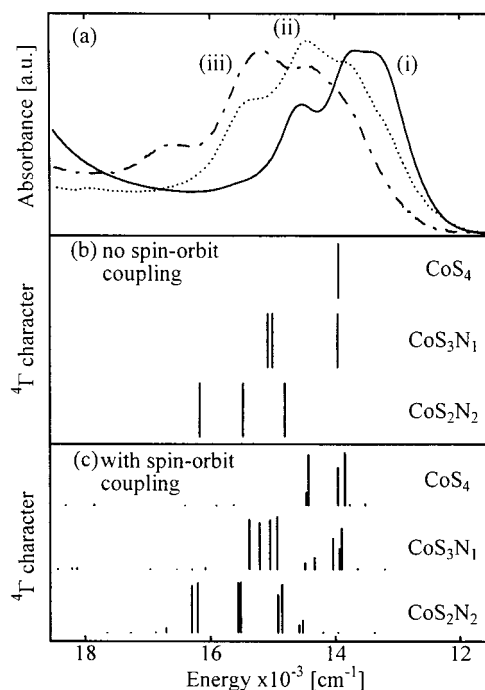 (a)
(ii)
(iii)
(i)
Absorbance [a.u.]
(b) no spin-orbit
coupling
CoS₄
CoS₃N₁
CoS₂N₂
⁴Γ character
(c) with spin-orbit
coupling
CoS₄
CoS₃N₁
CoS₂N₂
⁴Γ character
18
16
14
12
Energy x10⁻³ [cm⁻¹]